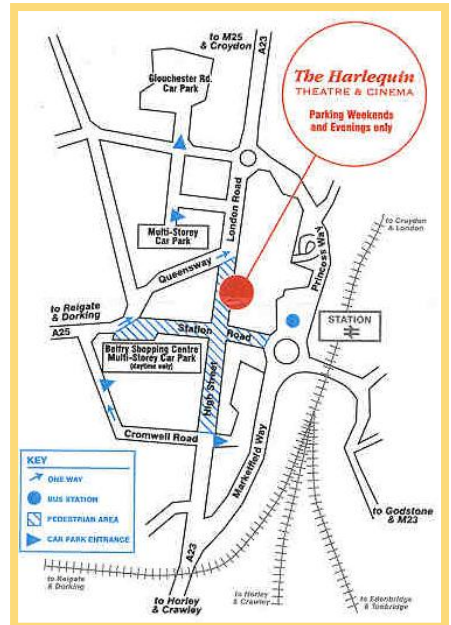 to M25
& Croydon
A23
Glouchester Rd.
Car Park
The Harlequin
THEATRE & CINEMA
Parking Weekends
and Evenings only
London Road
Multi-Storey
Car Park
Princess Way
to Croydon
& London
Queensway
to Reigate
& Dorking
A25
Station Road
STATION
Belfry Shopping Centre
Multi-Storey Car Park
(daytime only)
High Street
Cromwell Road
Marketfield Way
KEY
ONE WAY
BUS STATION
PEDESTRIAN AREA
CAR PARK ENTRANCE
to Godstone
& M23
A23
to Reigate
& Dorking
to Horley
& Crawley
to Horley
& Crawley
to Edenbridge
& Tonbridge